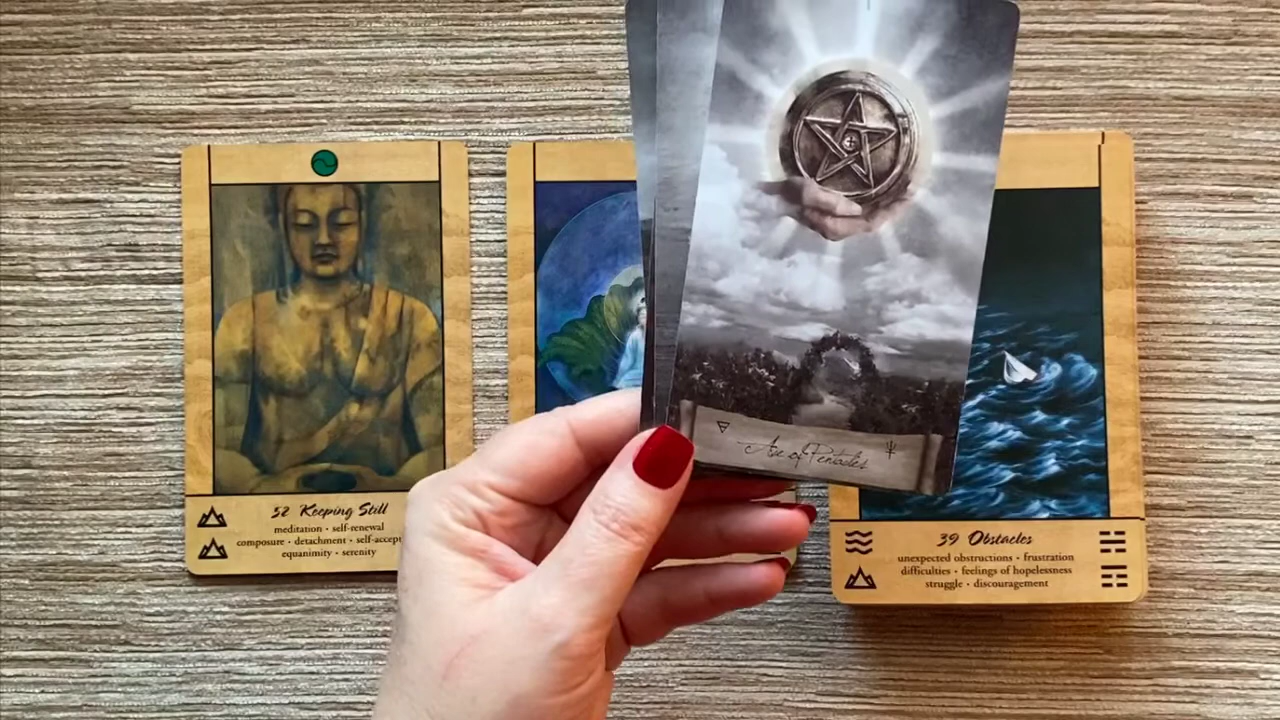 52 Keeping Still
meditation • self-renewal
composure • detachment • self-accept
equanimity • serenity
Ace of Pentacles
39 Obstacles
unexpected obstructions • frustration
difficulties • feelings of hopelessness
struggle • discouragement